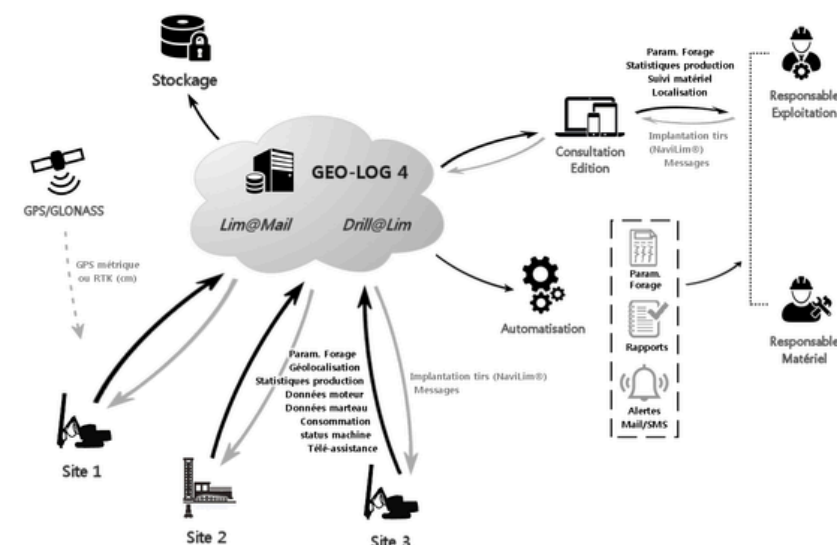 Stockage
GEO-LOG 4
Lim@Mail
Drill@Lim
GPS/GLONASS
GPS métrique
ou RTK (cm)
Param. Forage
Statistiques production
Suivi matériel
Localisation
Consultation
Edition
Implantation tirs
(NaviLim®)
Messages
Responsable
Exploitation
Automatisation
Param.
Forage
Rapports
Alertes
Mail/SMS
Responsable
Matériel
Param. Forage
Géolocalisation
Statistiques production
Données moteur
Données marteau
Consommation
status machine
Télé-assistance
Implantation tirs (NaviLim®)
Messages
Site 1
Site 2
Site 3